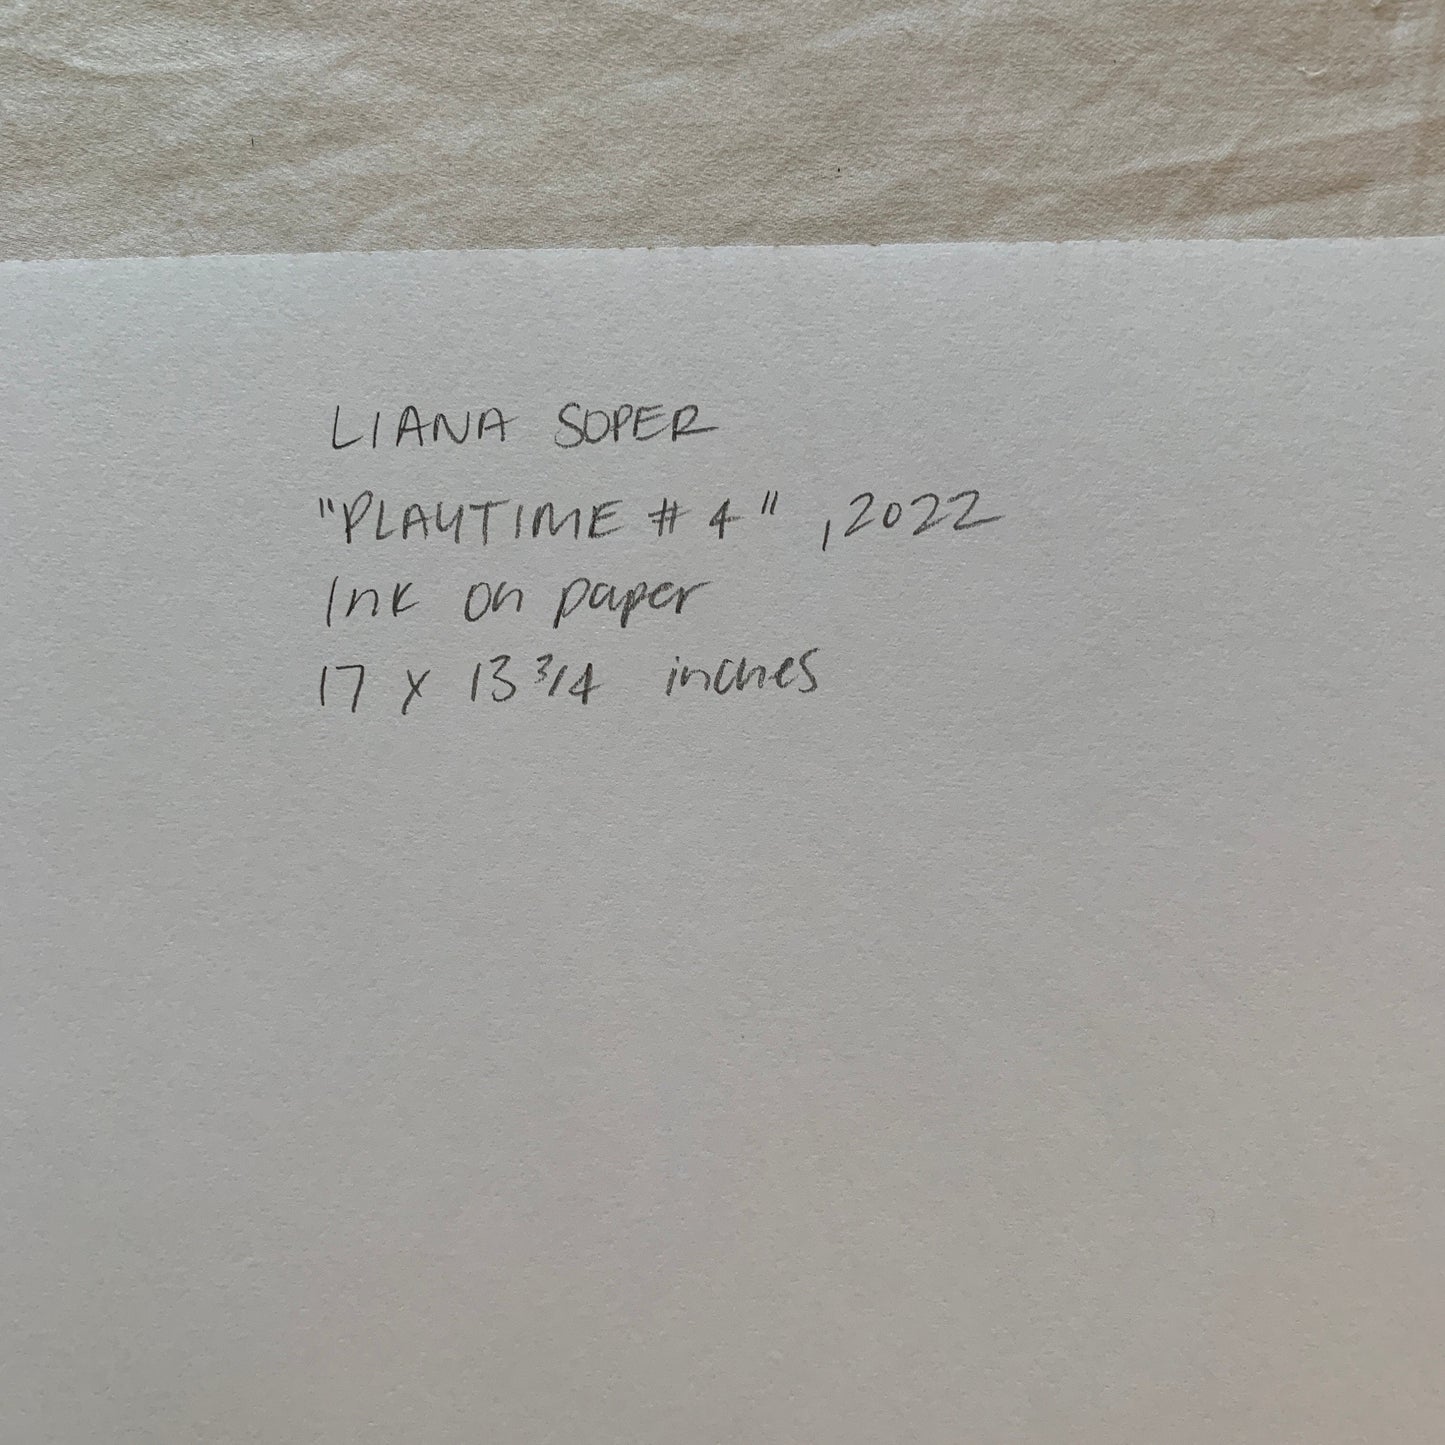 LIANA SOPER
"PLAYTIME # 4" , 2022
Ink on paper
17 x 13 3/4 inches